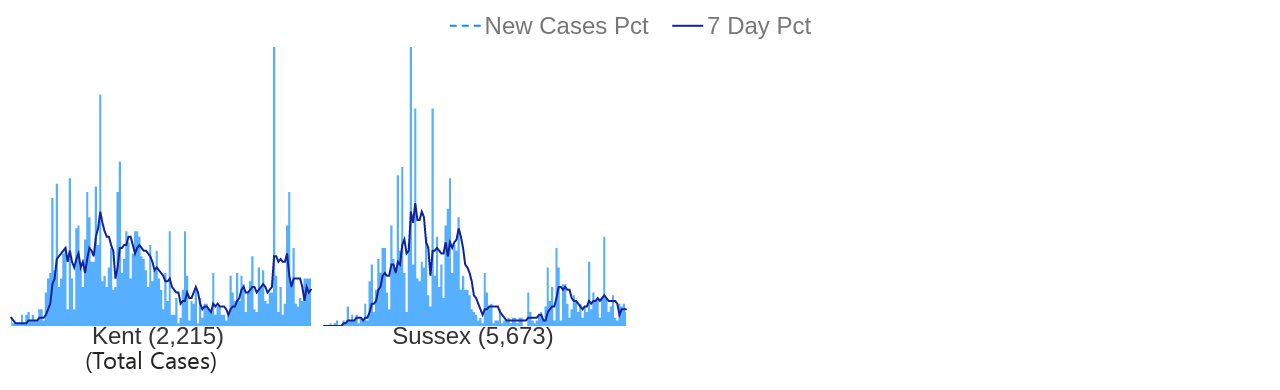 New Cases Pct 7 Day Pct
Kent (2,215) Sussex (5,673)
(Total Cases)